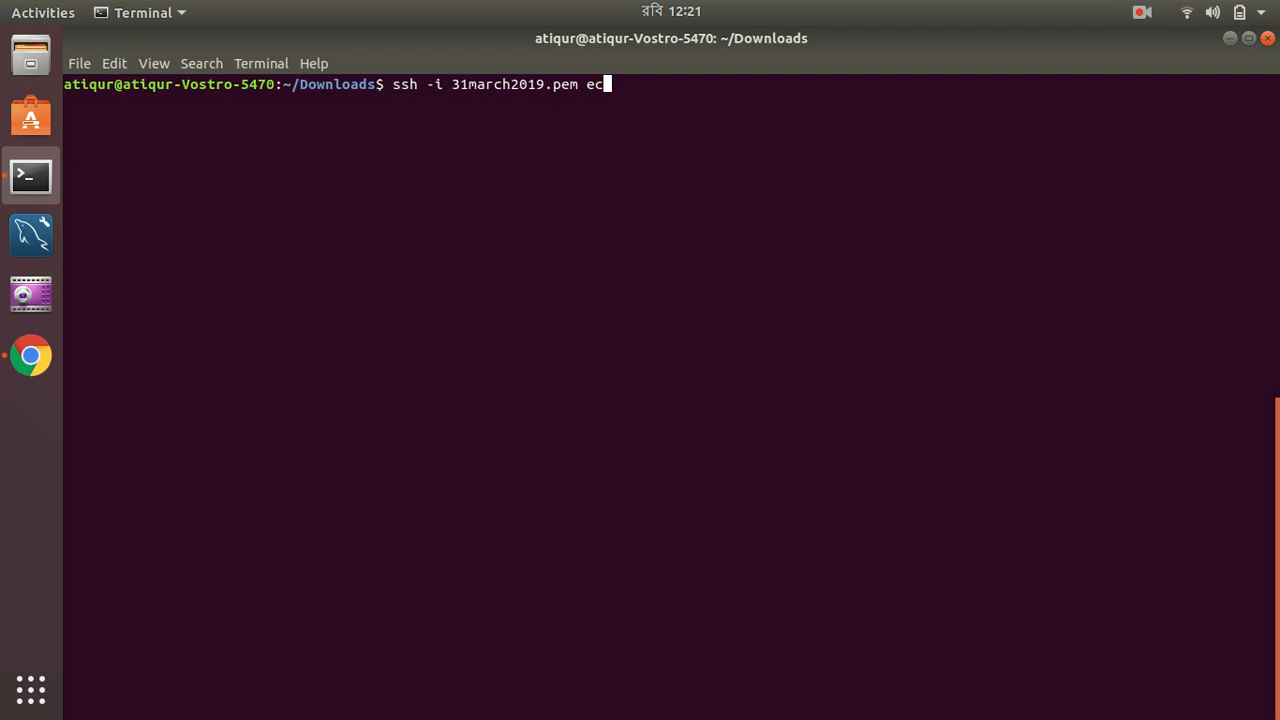 Activities
Terminal
রবি 12:21
atiqur@atiqur-Vostro-5470: ~/Downloads
File Edit View Search Terminal Help
atiqur@atiqur-Vostro-5470:~/Downloads$ ssh -i 31march2019.pem ec